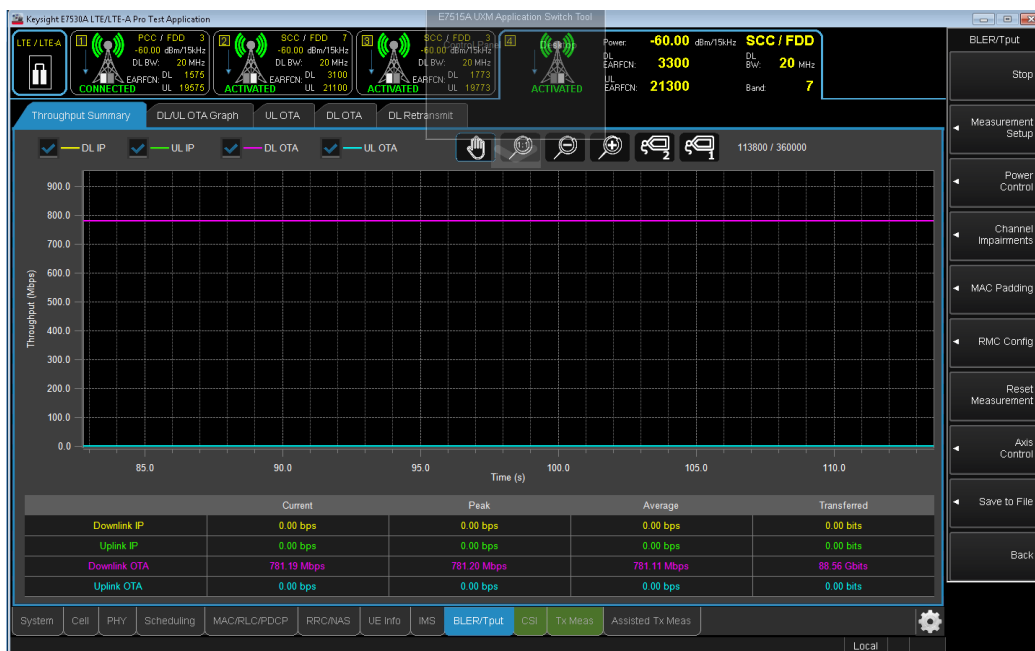 Keysight E7530A LTE/LTE-A Pro Test Application
E7515A UXM Application Switch Tool
Control Panel
Desktop
LTE / LTE-A
1 PCC / FDD 3
-60.00 dBm/15kHz
DL BW: 20 MHz
EARFCN: DL 1575
UL 19575
CONNECTED
2 SCC / FDD 7
-60.00 dBm/15kHz
DL BW: 20 MHz
EARFCN: DL 3100
UL 21100
ACTIVATED
3 SCC / FDD 3
-60.00 dBm/15kHz
DL BW: 20 MHz
EARFCN: DL 1773
UL 19773
ACTIVATED
4
ACTIVATED
Power: -60.00 dBm/15kHz SCC / FDD
DL EARFCN: 3300 DL BW: 20 MHz
UL EARFCN: 21300 Band: 7
BLER/Tput
Stop
Measurement Setup
Power Control
Channel Impairments
MAC Padding
RMC Config
Reset Measurement
Axis Control
Save to File
Back
Throughput Summary DL/UL OTA Graph UL OTA DL OTA DL Retransmit
DL IP UL IP DL OTA UL OTA 1:1 2 1 113800 / 360000
Throughput (Mbps)
900.0
800.0
700.0
600.0
500.0
400.0
300.0
200.0
100.0
0.0
85.0 90.0 95.0 100.0 105.0 110.0
Time (s)
Current Peak Average Transferred
Downlink IP 0.00 bps 0.00 bps 0.00 bps 0.00 bits
Uplink IP 0.00 bps 0.00 bps 0.00 bps 0.00 bits
Downlink OTA 781.19 Mbps 781.20 Mbps 781.11 Mbps 88.56 Gbits
Uplink OTA 0.00 bps 0.00 bps 0.00 bps 0.00 bits
System Cell PHY Scheduling MAC/RLC/PDCP RRC/NAS UE Info IMS BLER/Tput CSI Tx Meas Assisted Tx Meas
Local